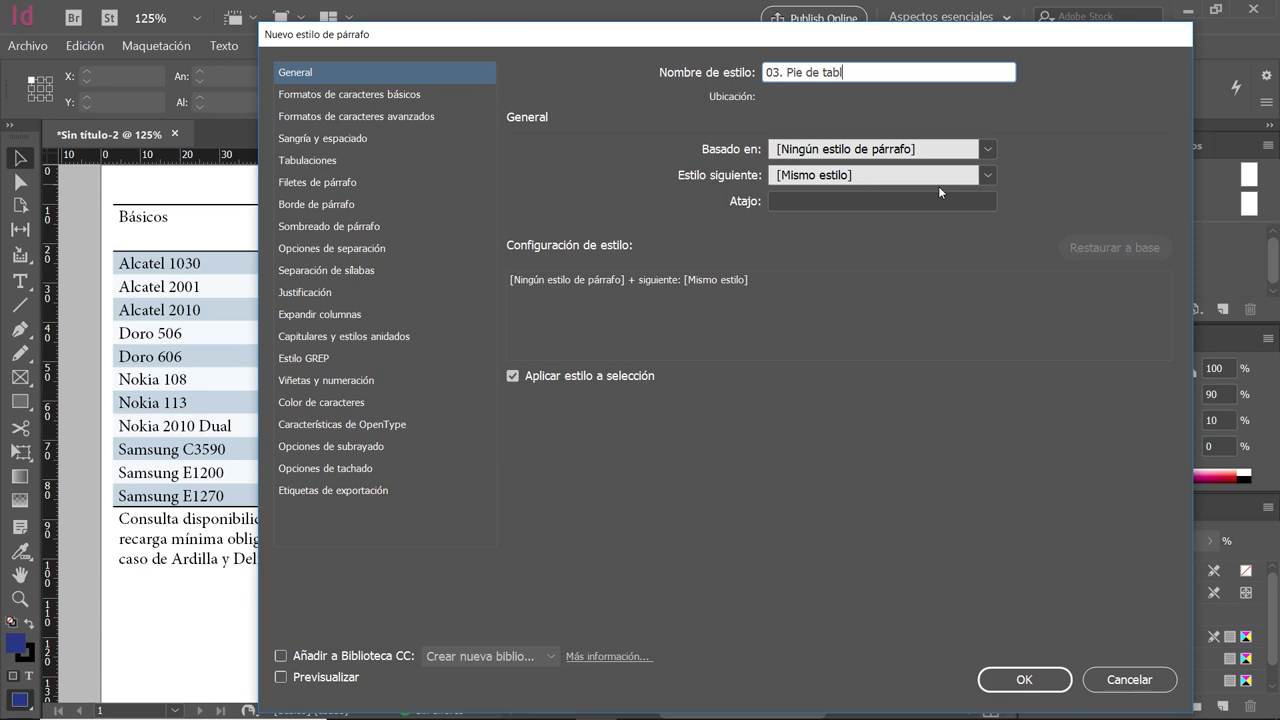 Id
Br
St
125%
Publish Online
Aspectos esenciales
Adobe Stock
Archivo
Edición
Maquetación
Texto
Nuevo estilo de párrafo
X:
An:
Y:
Al:
*Sin título-2 @ 125%
10
0
10
20
30
Básicos
Alcatel 1030
Alcatel 2001
Alcatel 2010
Doro 506
Doro 606
Nokia 108
Nokia 113
Nokia 2010 Dual
Samsung C3590
Samsung E1200
Samsung E1270
Consulta disponibili
recarga mínima oblig
caso de Ardilla y Del
General
Formatos de caracteres básicos
Formatos de caracteres avanzados
Sangría y espaciado
Tabulaciones
Filetes de párrafo
Borde de párrafo
Sombreado de párrafo
Opciones de separación
Separación de sílabas
Justificación
Expandir columnas
Capitulares y estilos anidados
Estilo GREP
Viñetas y numeración
Color de caracteres
Características de OpenType
Opciones de subrayado
Opciones de tachado
Etiquetas de exportación
Nombre de estilo: 03. Pie de tabl
Ubicación:
General
Basado en: [Ningún estilo de párrafo]
Estilo siguiente: [Mismo estilo]
Atajo:
Configuración de estilo:
Restaurar a base
[Ningún estilo de párrafo] + siguiente: [Mismo estilo]
Aplicar estilo a selección
Añadir a Biblioteca CC:
Crear nueva biblio...
Más información...
Previsualizar
OK
Cancelar
100 %
90 %
10 %
0 %
%
1